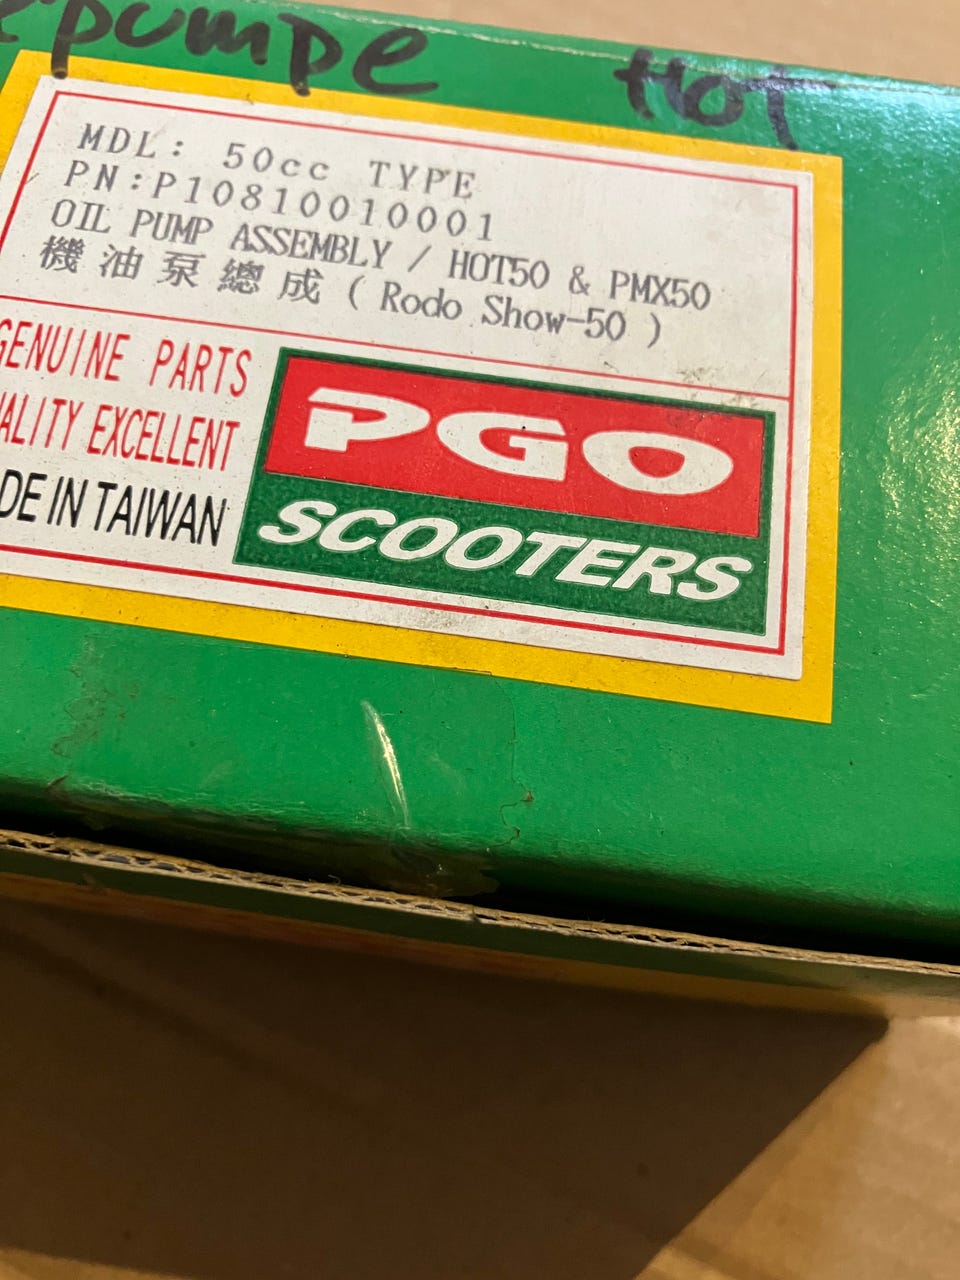 epumpe HOT
MDL: 50cc TYPE
PN:P10810010001
OIL PUMP ASSEMBLY / HOT50 & PMX50
機油泵總成 ( Rodo Show-50 )
GENUINE PARTS
ALITY EXCELLENT
DE IN TAIWAN
PGO
SCOOTERS